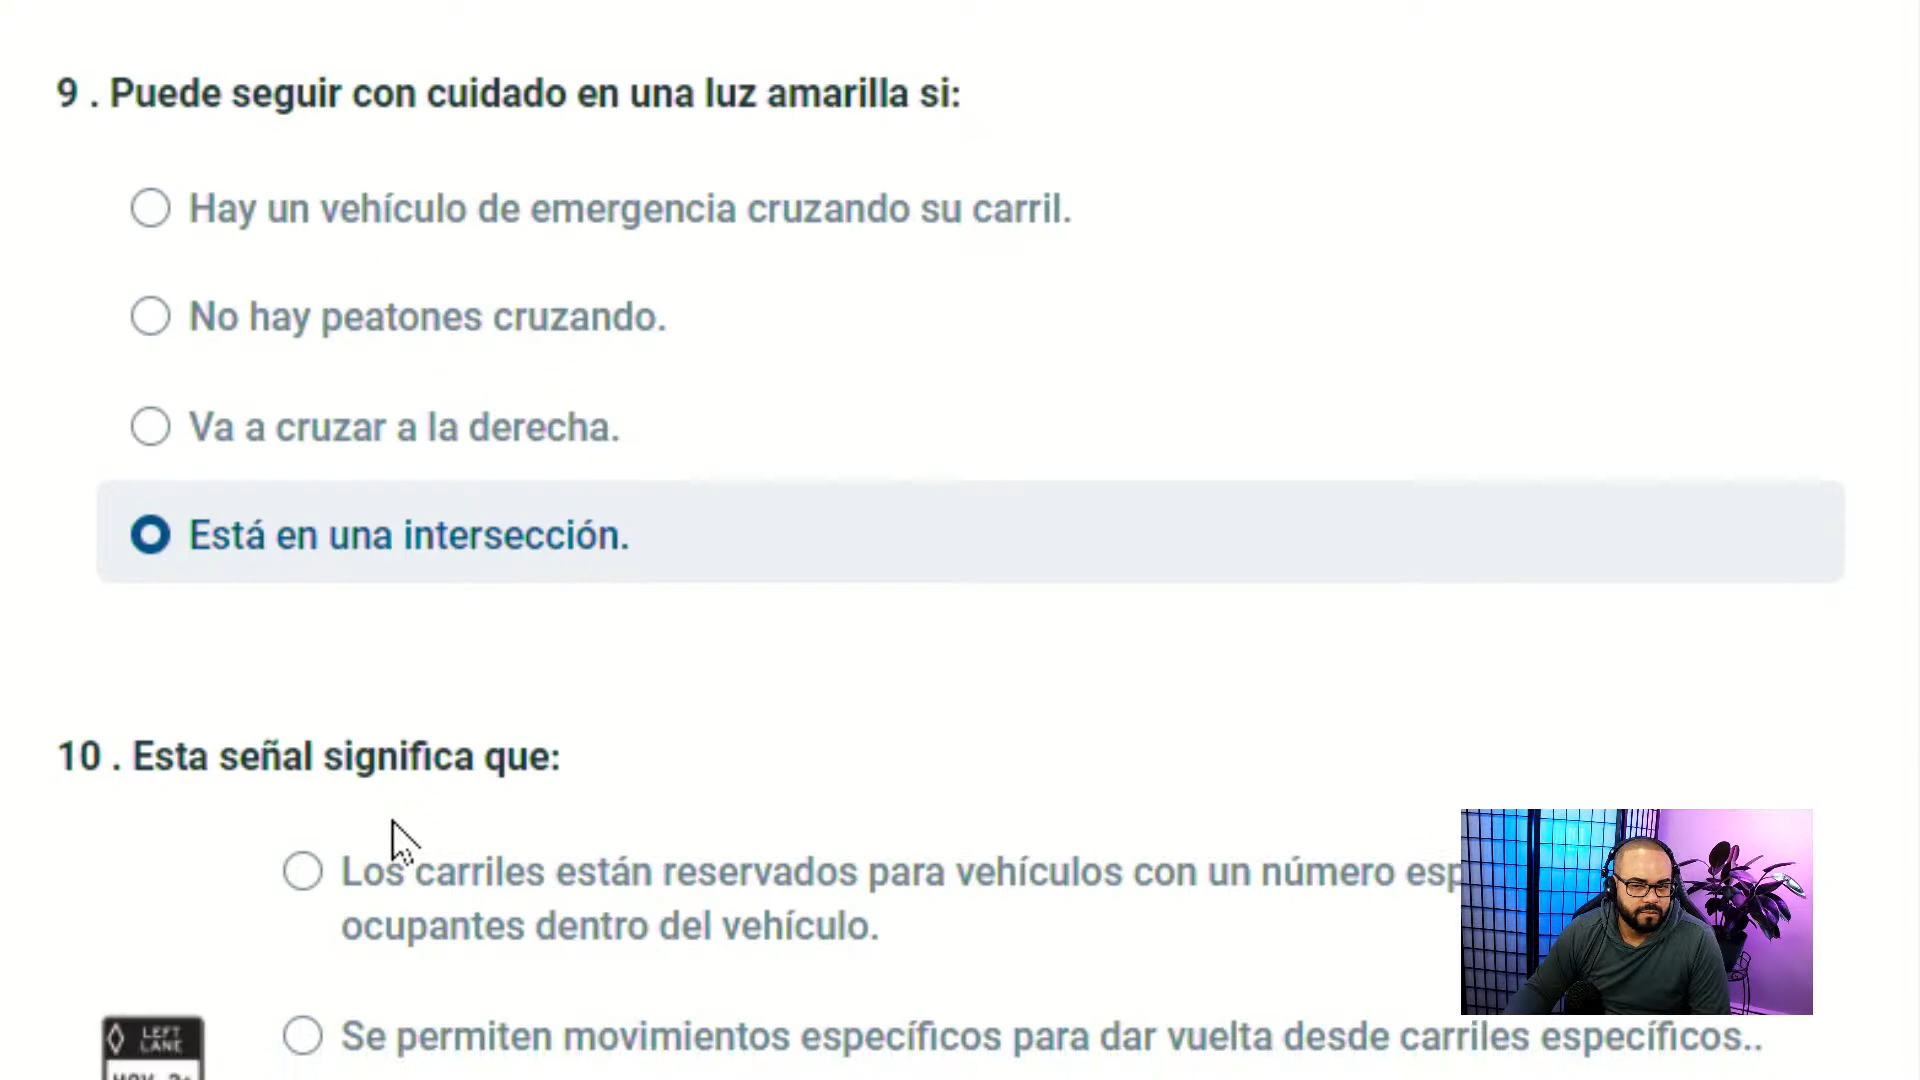 9 . Puede seguir con cuidado en una luz amarilla si:
Hay un vehículo de emergencia cruzando su carril.
No hay peatones cruzando.
Va a cruzar a la derecha.
Está en una intersección.
10 . Esta señal significa que:
Los carriles están reservados para vehículos con un número
ocupantes dentro del vehículo.
Se permiten movimientos específicos para dar vuelta desde carriles específicos..
LEFT
LANE